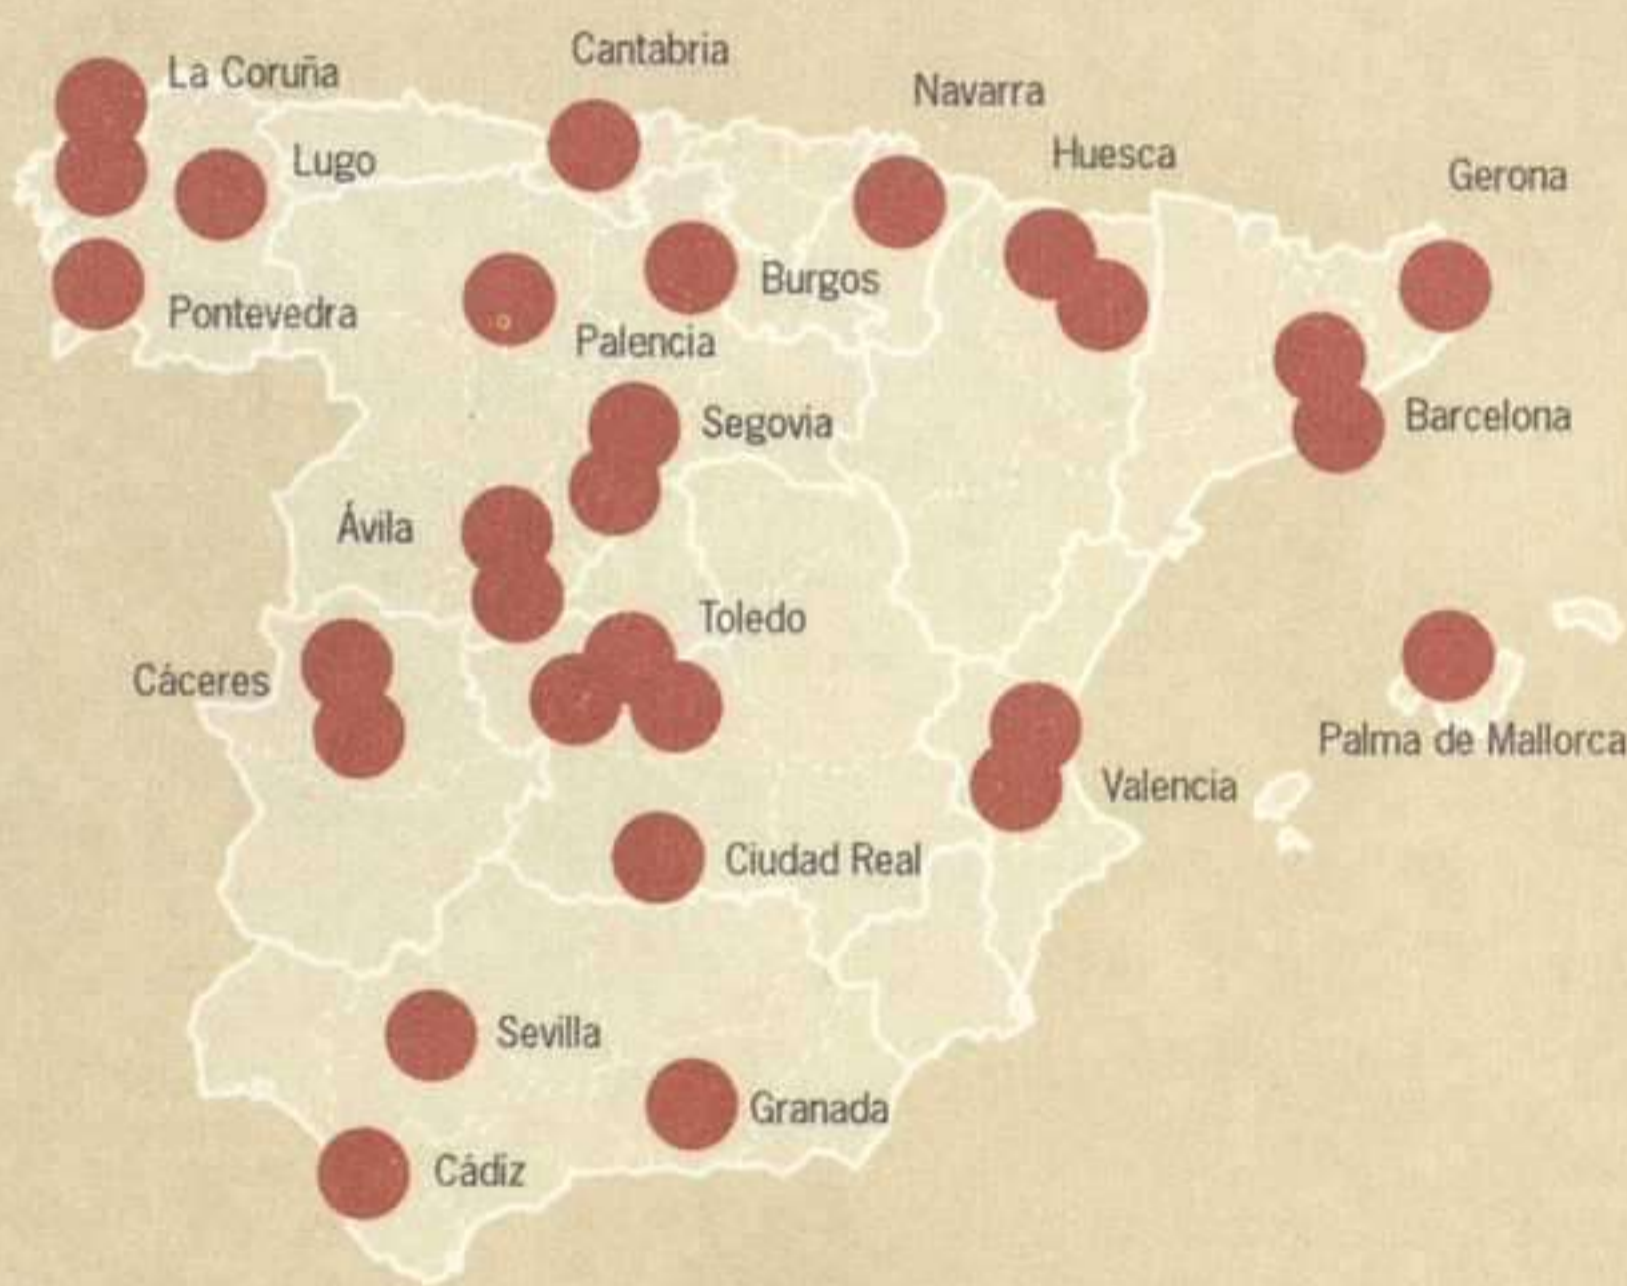 Cantabria
La Coruña
Navarra
Huesca
Lugo
Gerona
Burgos
Pontevedra
Palencia
Barcelona
Segovia
Ávila
Toledo
Cáceres
Palma de Mallorca
Valencia
Ciudad Real
Sevilla
Granada
Cádiz